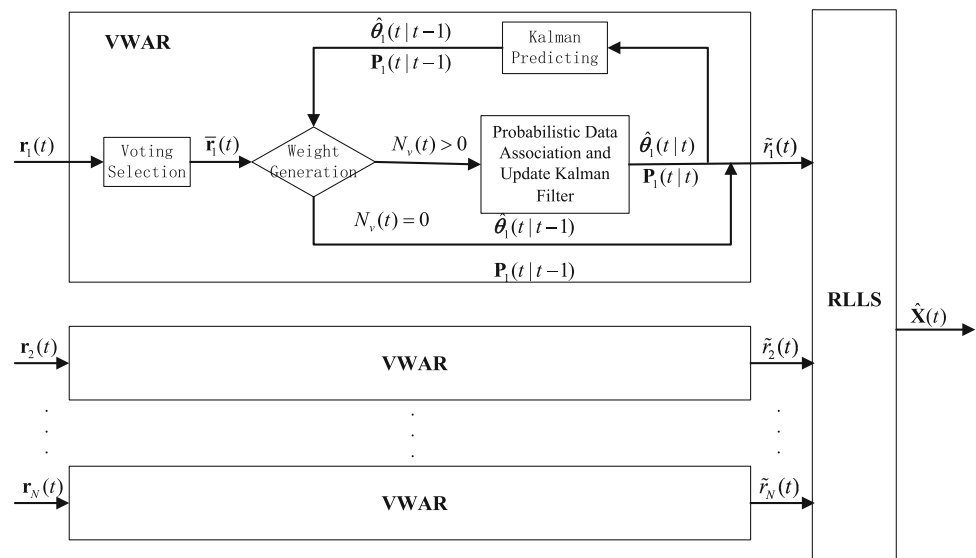 VWAR
θ̂₁(t | t−1)
P₁(t | t−1)
Kalman
Predicting
r₁(t)
Voting
Selection
r̄₁(t)
Weight
Generation
Nᵥ(t) > 0
Probabilistic Data
Association and
Update Kalman
Filter
θ̂₁(t | t)
P₁(t | t)
r̃₁(t)
Nᵥ(t) = 0
θ̂₁(t | t−1)
P₁(t | t−1)
RLLS
X̂(t)
r₂(t)
VWAR
r̃₂(t)
. . .
. . .
. . .
r_N(t)
VWAR
r̃_N(t)